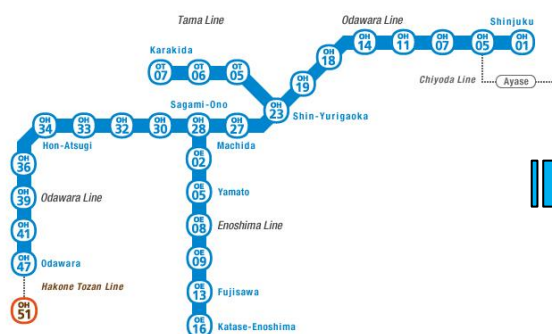 Tama Line
Odawara Line
Shinjuku
Karakida
OH
18
OH
14
OH
11
OH
07
OH
05
OH
01
OT
07
OT
06
OT
05
OH
19
Chiyoda Line
Ayase
Sagami-Ono
OH
23
Shin-Yurigaoka
OH
34
OH
33
OH
32
OH
30
OH
28
OH
27
Hon-Atsugi
Machida
OH
36
OE
02
OH
39
Odawara Line
OE
05
Yamato
OH
41
OE
08
Enoshima Line
OH
47
Odawara
OE
09
Hakone Tozan Line
OE
13
Fujisawa
OH
51
OE
16
Katase-Enoshima